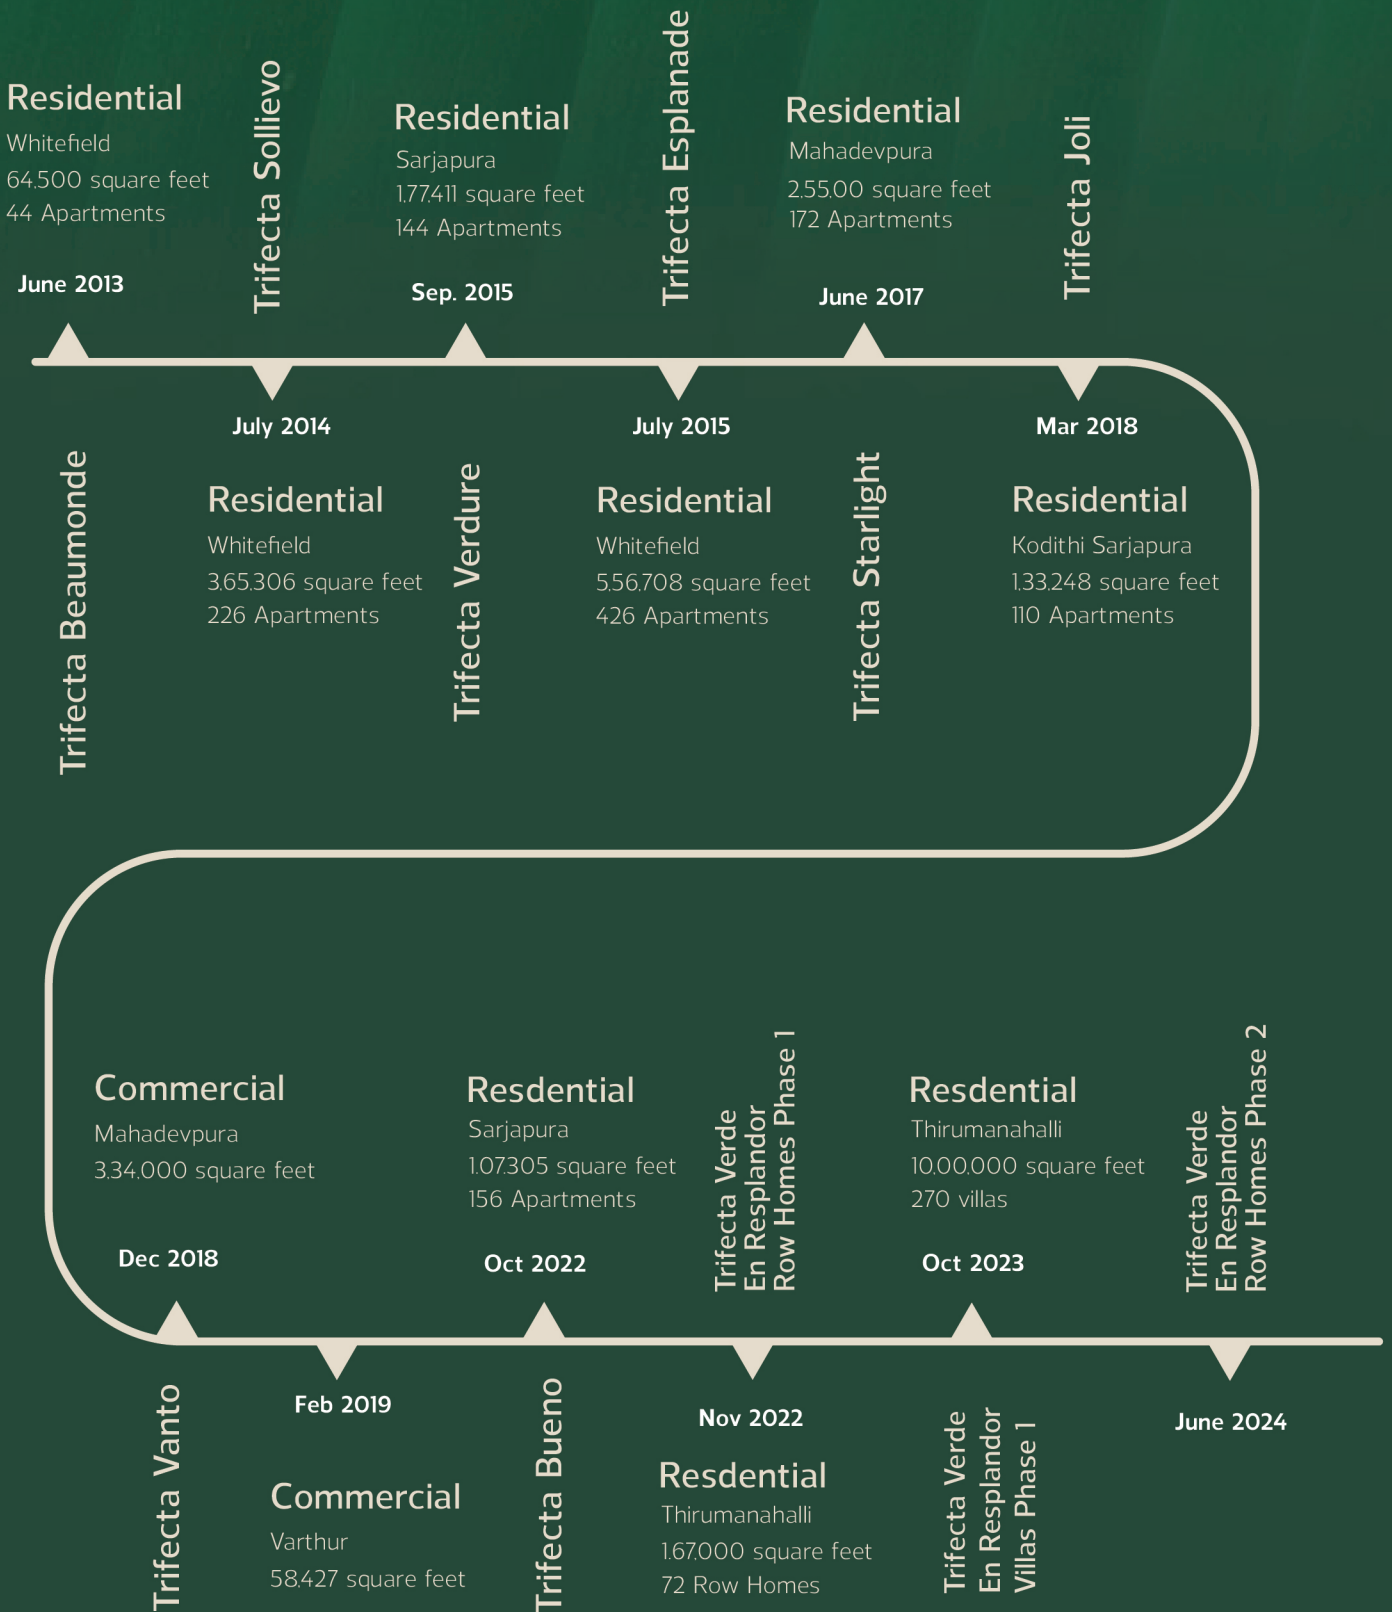 Residential
Whitefield
64,500 square feet
44 Apartments
June 2013
Trifecta Beaumonde
Trifecta Sollievo
July 2014
Residential
Whitefield
3,65,306 square feet
226 Apartments
Residential
Sarjapura
1,77,411 square feet
144 Apartments
Sep. 2015
Trifecta Verdure
Trifecta Esplanade
July 2015
Residential
Whitefield
5,56,708 square feet
426 Apartments
Residential
Mahadevpura
2,55,00 square feet
172 Apartments
June 2017
Trifecta Starlight
Trifecta Joli
Mar 2018
Residential
Kodithi Sarjapura
1,33,248 square feet
110 Apartments
Commercial
Mahadevpura
3,34,000 square feet
Dec 2018
Trifecta Vanto
Feb 2019
Commercial
Varthur
58,427 square feet
Resdential
Sarjapura
1,07,305 square feet
156 Apartments
Oct 2022
Trifecta Bueno
Trifecta Verde
En Resplandor
Row Homes Phase 1
Nov 2022
Resdential
Thirumanahalli
1,67,000 square feet
72 Row Homes
Resdential
Thirumanahalli
10,00,000 square feet
270 villas
Oct 2023
Trifecta Verde
En Resplandor
Villas Phase 1
Trifecta Verde
En Resplandor
Row Homes Phase 2
June 2024